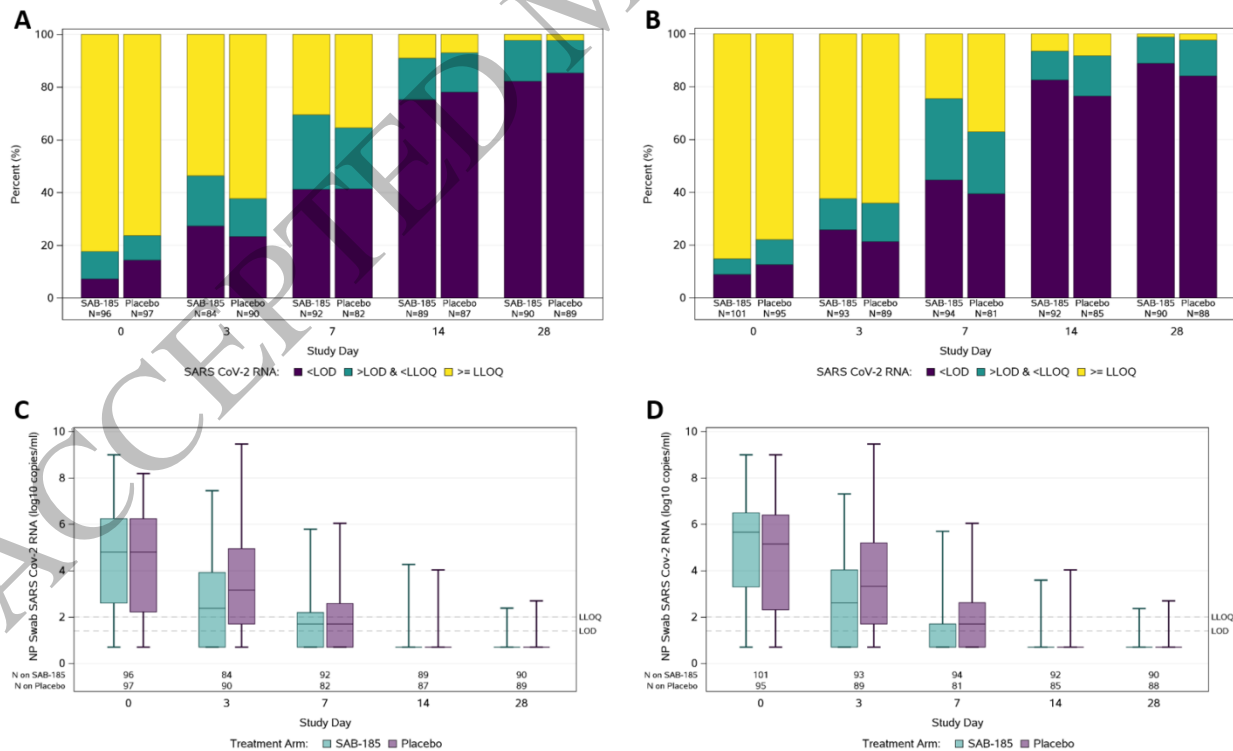 A
Percent (%)
100
80
60
40
20
0
SAB-185 Placebo SAB-185 Placebo SAB-185 Placebo SAB-185 Placebo SAB-185 Placebo
N=96 N=97 N=84 N=90 N=92 N=82 N=89 N=87 N=90 N=89
0 3 7 14 28
Study Day
SARS CoV-2 RNA: <LOD >LOD & <LLOQ >= LLOQ
B
Percent (%)
100
80
60
40
20
0
SAB-185 Placebo SAB-185 Placebo SAB-185 Placebo SAB-185 Placebo SAB-185 Placebo
N=101 N=95 N=93 N=89 N=94 N=81 N=92 N=85 N=90 N=88
0 3 7 14 28
Study Day
SARS CoV-2 RNA: <LOD >LOD & <LLOQ >= LLOQ
C
NP Swab SARS Cov-2 RNA (log10 copies/ml)
10
8
6
4
2
0
LLOQ
LOD
N on SAB-185 96 84 92 89 90
N on Placebo 97 90 82 87 89
0 3 7 14 28
Study Day
Treatment Arm: SAB-185 Placebo
D
NP Swab SARS Cov-2 RNA (log10 copies/ml)
10
8
6
4
2
0
LLOQ
LOD
N on SAB-185 101 93 94 92 90
N on Placebo 95 89 81 85 88
0 3 7 14 28
Study Day
Treatment Arm: SAB-185 Placebo
ACCEPTED M